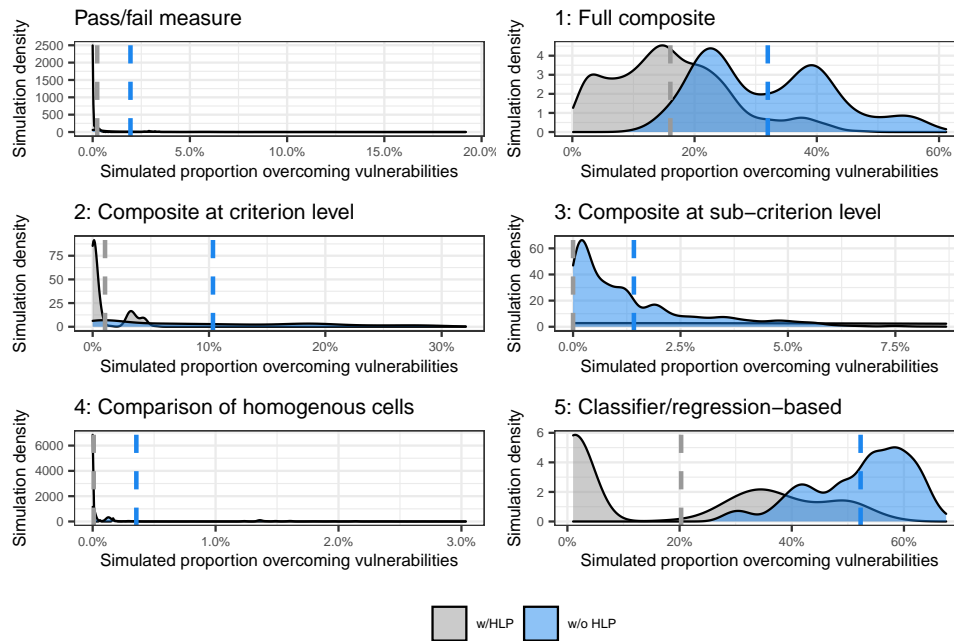 Pass/fail measure
Simulation density
2500
2000
1500
1000
500
0
0.0%
5.0%
10.0%
15.0%
20.0%
Simulated proportion overcoming vulnerabilities
1: Full composite
Simulation density
4
3
2
1
0
0%
20%
40%
60%
Simulated proportion overcoming vulnerabilities
2: Composite at criterion level
Simulation density
75
50
25
0
0%
10%
20%
30%
Simulated proportion overcoming vulnerabilities
3: Composite at sub−criterion level
Simulation density
60
40
20
0
0.0%
2.5%
5.0%
7.5%
Simulated proportion overcoming vulnerabilities
4: Comparison of homogenous cells
Simulation density
6000
4000
2000
0
0.0%
1.0%
2.0%
3.0%
Simulated proportion overcoming vulnerabilities
5: Classifier/regression−based
Simulation density
6
4
2
0
0%
20%
40%
60%
Simulated proportion overcoming vulnerabilities
w/HLP
w/o HLP